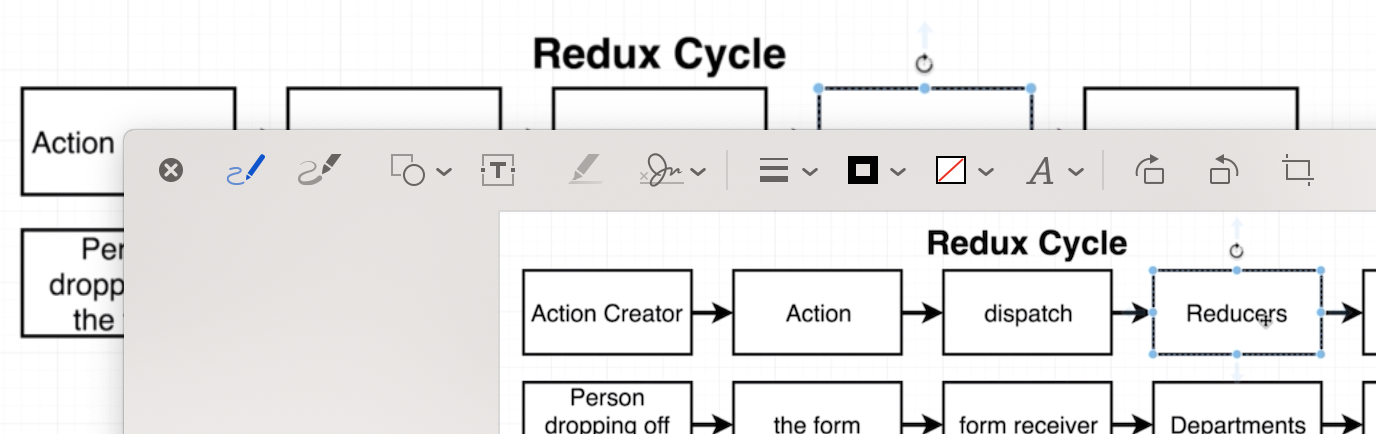 Redux Cycle
Action
Per
dropp
the
Redux Cycle
Action Creator
Action
dispatch
Reducers
Person
dropping off
the form
form receiver
Departments